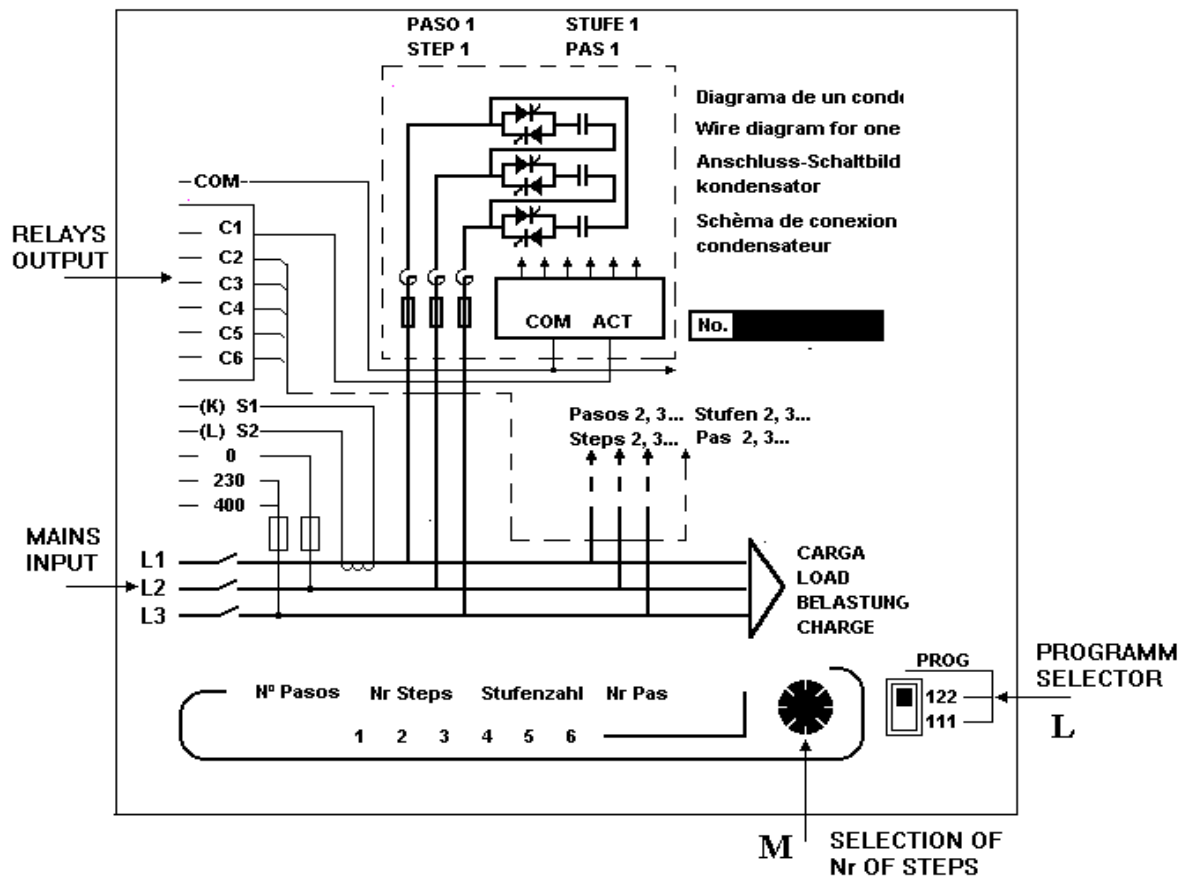 PASO 1 STUFE 1
STEP 1 PAS 1
Diagrama de un
Wire diagram for one
Anschluss-Schaltbild
kondensator
Schèma de conexion
condensateur
COM
RELAYS
OUTPUT
C1
C2
C3
C4
C5
C6
COM ACT
No.
(K) S1
(L) S2
0
230
400
Pasos 2, 3... Stufen 2, 3...
Steps 2, 3... Pas 2, 3...
MAINS
INPUT
L1
L2
L3
CARGA
LOAD
BELASTUNG
CHARGE
Nº Pasos Nr Steps Stufenzahl Nr Pas
1 2 3 4 5 6
PROG
122
111
PROGRAMM
SELECTOR
L
M
SELECTION OF
Nr OF STEPS